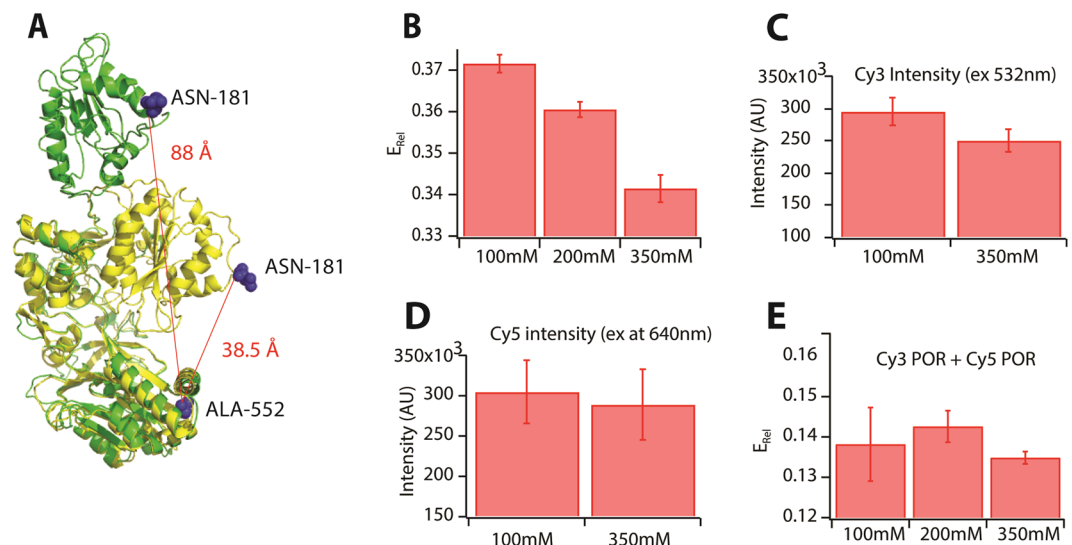 A
ASN-181
88 Å
ASN-181
38.5 Å
ALA-552
B
0.37
0.36
0.35
0.34
0.33
E_Rel
100mM 200mM 350mM
C
Cy3 Intensity (ex 532nm)
350x10³
300
250
200
150
100
Intensity (AU)
100mM 350mM
D
Cy5 intensity (ex at 640nm)
350x10³
300
250
200
150
Intensity (AU)
100mM 350mM
E
Cy3 POR + Cy5 POR
0.16
0.15
0.14
0.13
0.12
E_Rel
100mM 200mM 350mM